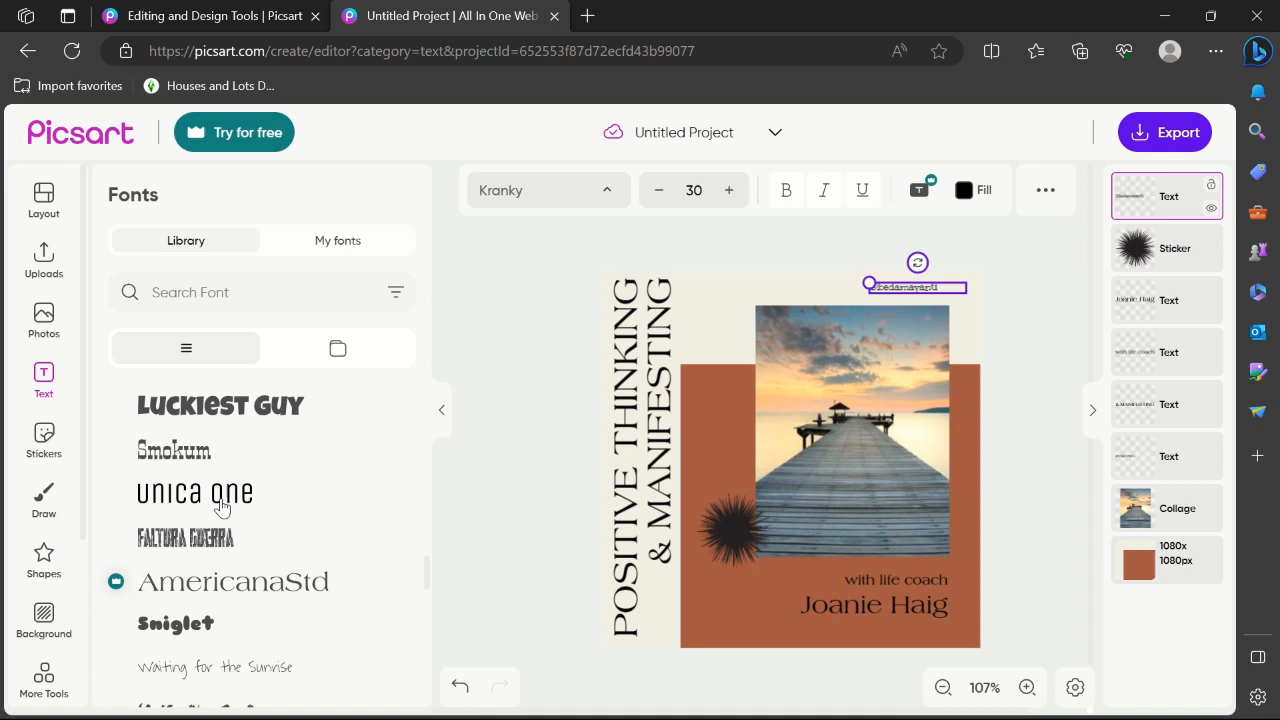 Editing and Design Tools | Picsart
Untitled Project | All In One Web
https://picsart.com/create/editor?category=text&projectId=652553f87d72ecfd43b99077
Import favorites
Houses and Lots D...
Picsart
Try for free
Untitled Project
Export
Layout
Uploads
Photos
Text
Stickers
Draw
Shapes
Background
More Tools
Fonts
Library
My fonts
Search Font
Luckiest Guy
Smokum
Unica One
FALTURA GUERRA
AmericanaStd
Sniglet
Waiting for the Sunrise
Kranky
30
B I U
T
Fill
POSITIVE THINKING
& MANIFESTING
with life coach
Joanie Haig
107%
Text
Sticker
Joanie Haig
Text
with life coach
Text
& MANIFESTING
Text
Text
Collage
1080x
1080px